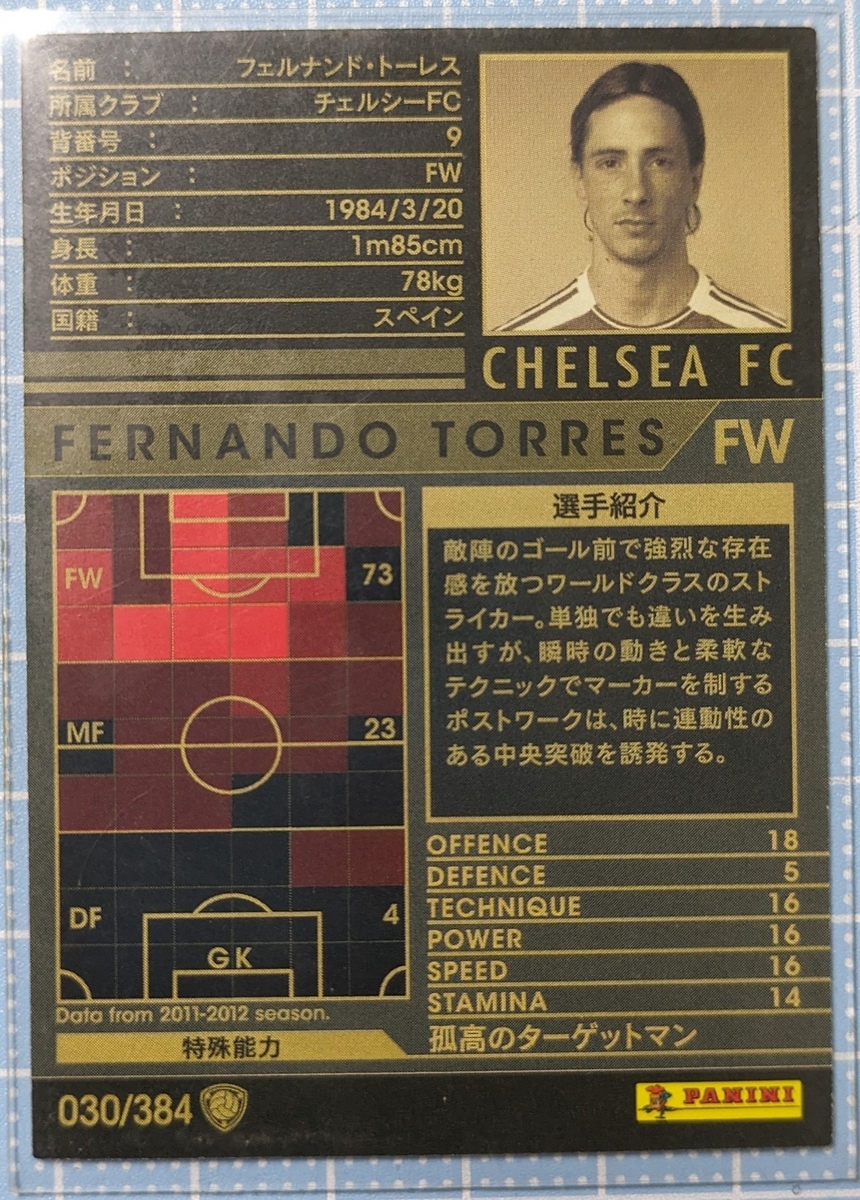 名前 : フェルナンド・トーレス
所属クラブ : チェルシーFC
背番号 : 9
ポジション : FW
生年月日 : 1984/3/20
身長 : 1m85cm
体重 : 78kg
国籍 : スペイン
CHELSEA FC
FERNANDO TORRES FW
FW 73
MF 23
DF 4
GK
Data from 2011-2012 season.
選手紹介
敵陣のゴール前で強烈な存在
感を放つワールドクラスのスト
ライカー。単独でも違いを生み
出すが、瞬時の動きと柔軟な
テクニックでマーカーを制する
ポストワークは、時に連動性の
ある中央突破を誘発する。
OFFENCE 18
DEFENCE 5
TECHNIQUE 16
POWER 16
SPEED 16
STAMINA 14
特殊能力 孤高のターゲットマン
030/384
PANINI